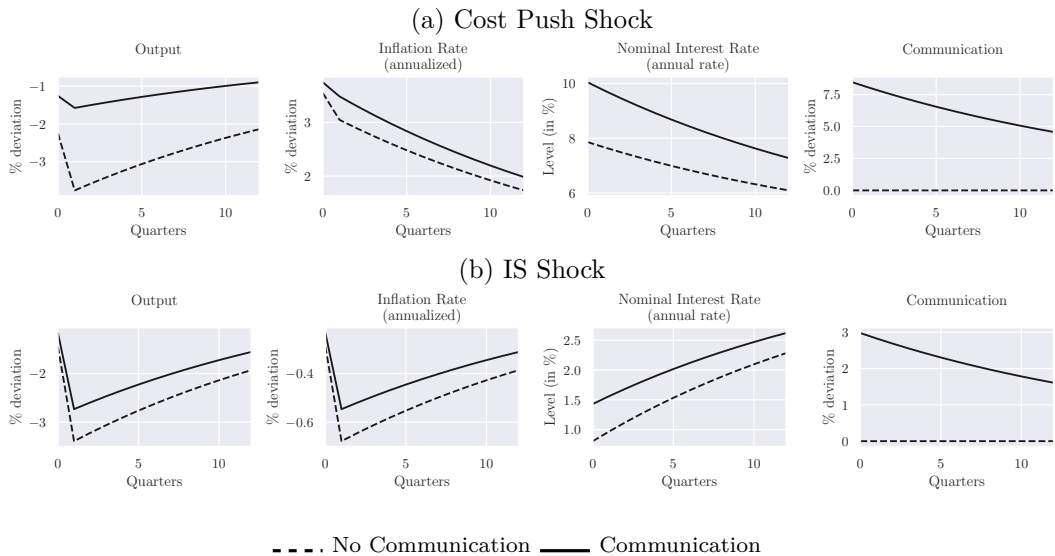 (a) Cost Push Shock
Output
Inflation Rate
(annualized)
Nominal Interest Rate
(annual rate)
Communication
% deviation
−1
−2
−3
0 5 10
Quarters
% deviation
3
2
0 5 10
Quarters
Level (in %)
10
8
6
0 5 10
Quarters
% deviation
7.5
5.0
2.5
0.0
0 5 10
Quarters
(b) IS Shock
Output
Inflation Rate
(annualized)
Nominal Interest Rate
(annual rate)
Communication
% deviation
−2
−3
0 5 10
Quarters
% deviation
−0.4
−0.6
0 5 10
Quarters
Level (in %)
2.5
2.0
1.5
1.0
0 5 10
Quarters
% deviation
3
2
1
0
0 5 10
Quarters
No Communication Communication